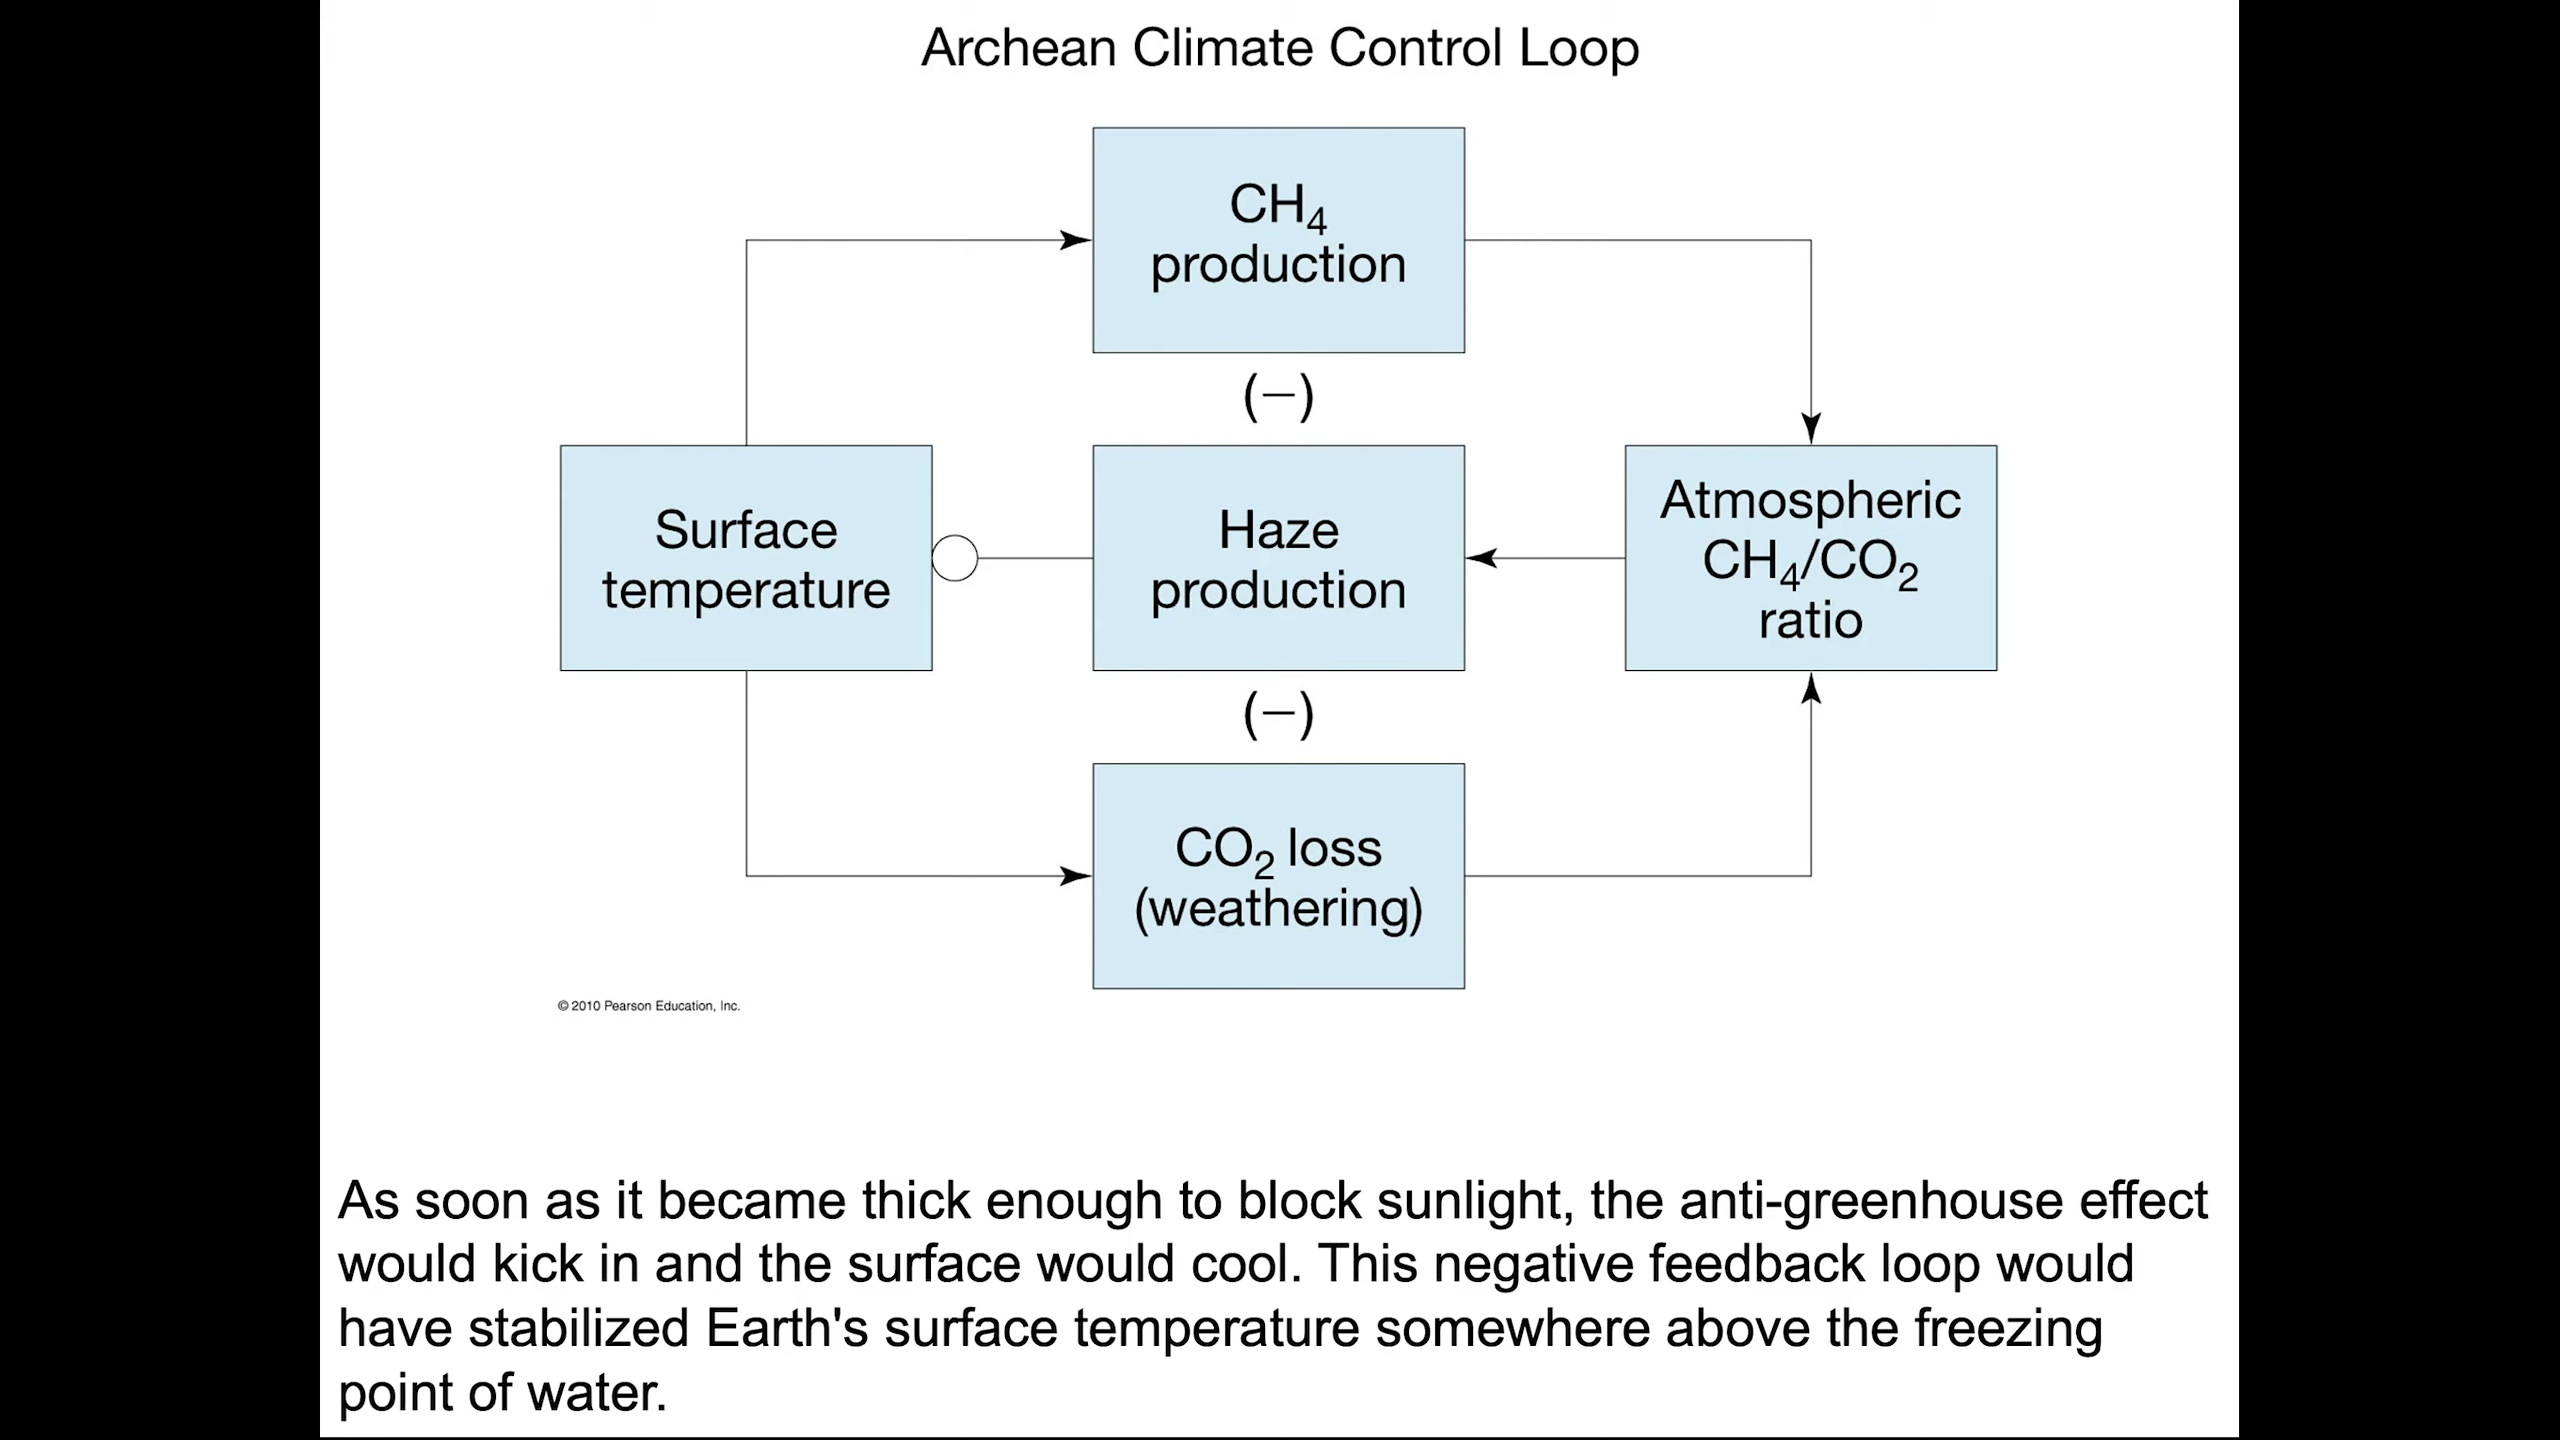 Archean Climate Control Loop
CH₄
production
(–)
Surface
temperature
Haze
production
Atmospheric
CH₄/CO₂
ratio
(–)
CO₂ loss
(weathering)
© 2010 Pearson Education, Inc.
As soon as it became thick enough to block sunlight, the anti-greenhouse effect
would kick in and the surface would cool. This negative feedback loop would
have stabilized Earth's surface temperature somewhere above the freezing
point of water.